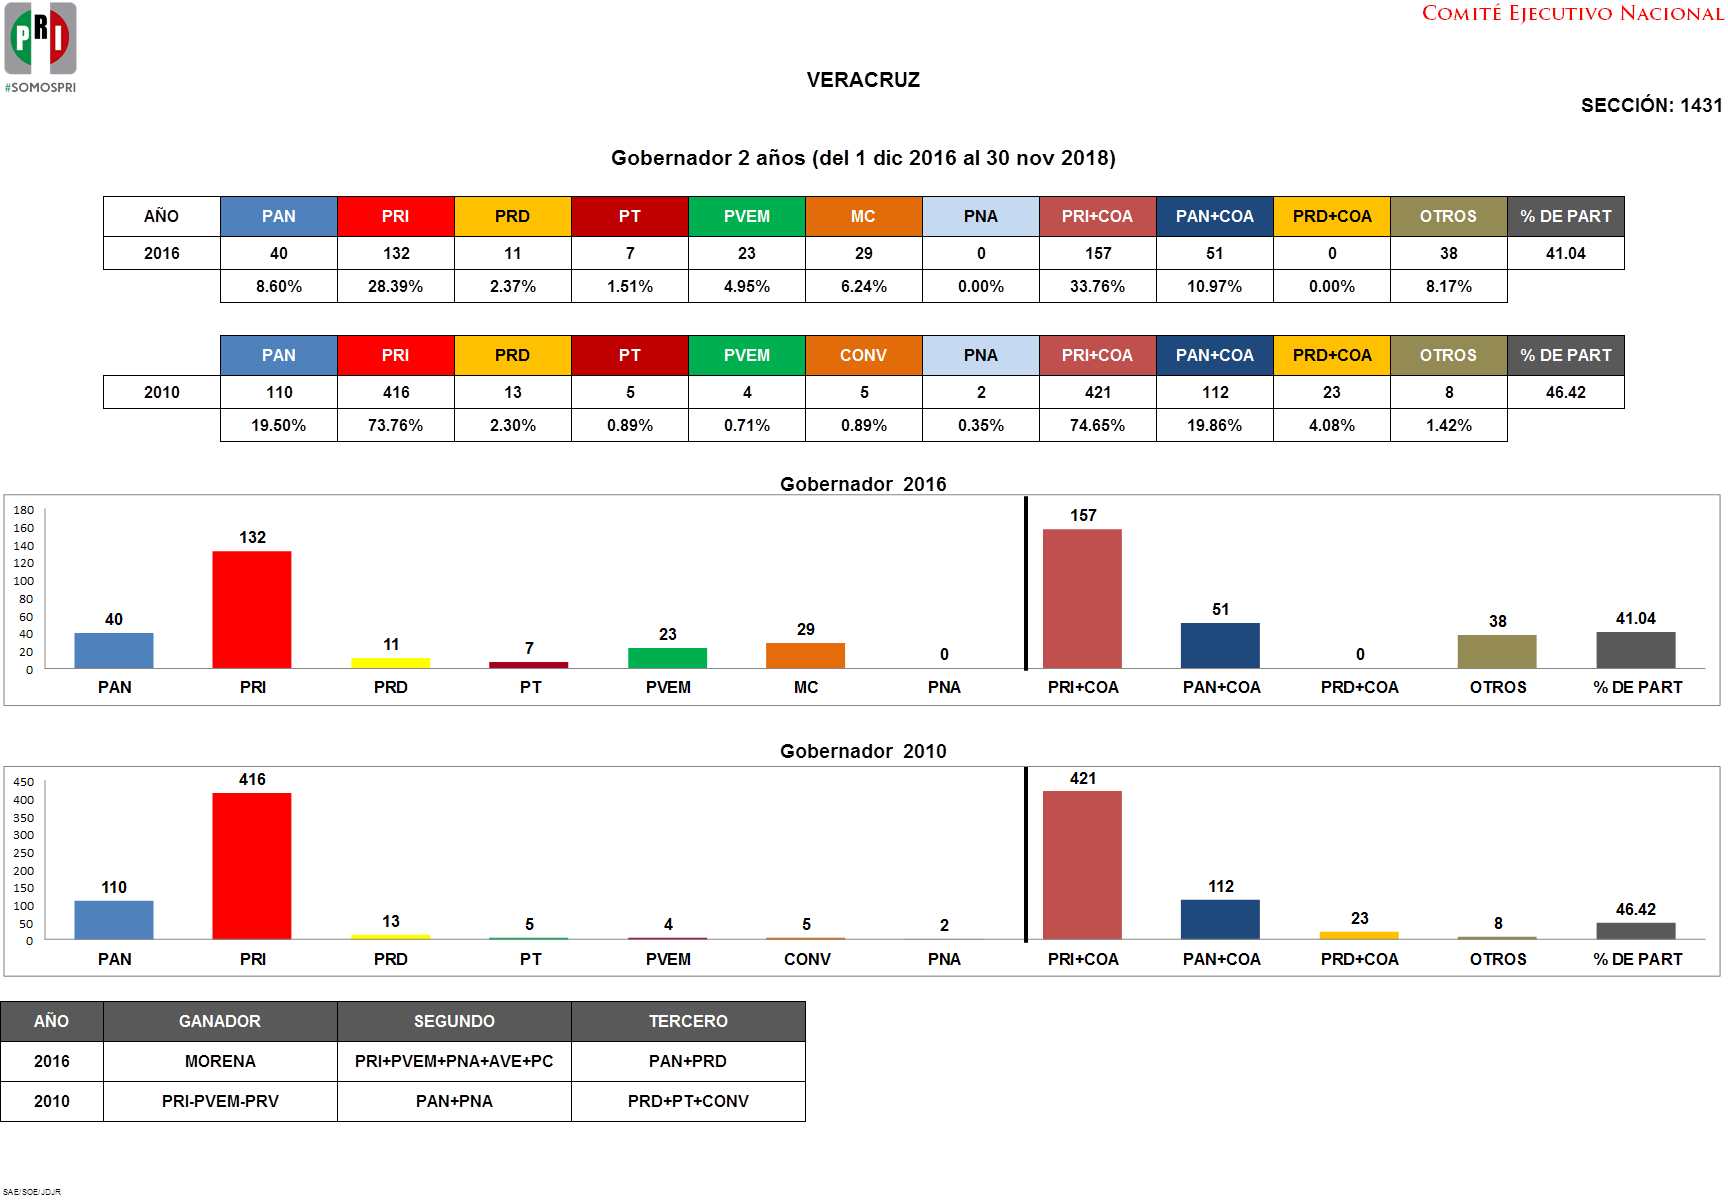 PRI
#SOMOSPRI
COMITÉ EJECUTIVO NACIONAL
VERACRUZ
SECCIÓN: 1431
Gobernador 2 años (del 1 dic 2016 al 30 nov 2018)
AÑO PAN PRI PRD PT PVEM MC PNA PRI+COA PAN+COA PRD+COA OTROS % DE PART
2016 40 132 11 7 23 29 0 157 51 0 38 41.04
8.60% 28.39% 2.37% 1.51% 4.95% 6.24% 0.00% 33.76% 10.97% 0.00% 8.17%
PAN PRI PRD PT PVEM CONV PNA PRI+COA PAN+COA PRD+COA OTROS % DE PART
2010 110 416 13 5 4 5 2 421 112 23 8 46.42
19.50% 73.76% 2.30% 0.89% 0.71% 0.89% 0.35% 74.65% 19.86% 4.08% 1.42%
Gobernador 2016
180
160
140
120
100
80
60
40
20
0
40 132 11 7 23 29 0 157 51 0 38 41.04
PAN PRI PRD PT PVEM MC PNA PRI+COA PAN+COA PRD+COA OTROS % DE PART
Gobernador 2010
450
400
350
300
250
200
150
100
50
0
110 416 13 5 4 5 2 421 112 23 8 46.42
PAN PRI PRD PT PVEM CONV PNA PRI+COA PAN+COA PRD+COA OTROS % DE PART
AÑO GANADOR SEGUNDO TERCERO
2016 MORENA PRI+PVEM+PNA+AVE+PC PAN+PRD
2010 PRI-PVEM-PRV PAN+PNA PRD+PT+CONV
SAE/SOE/JDJR